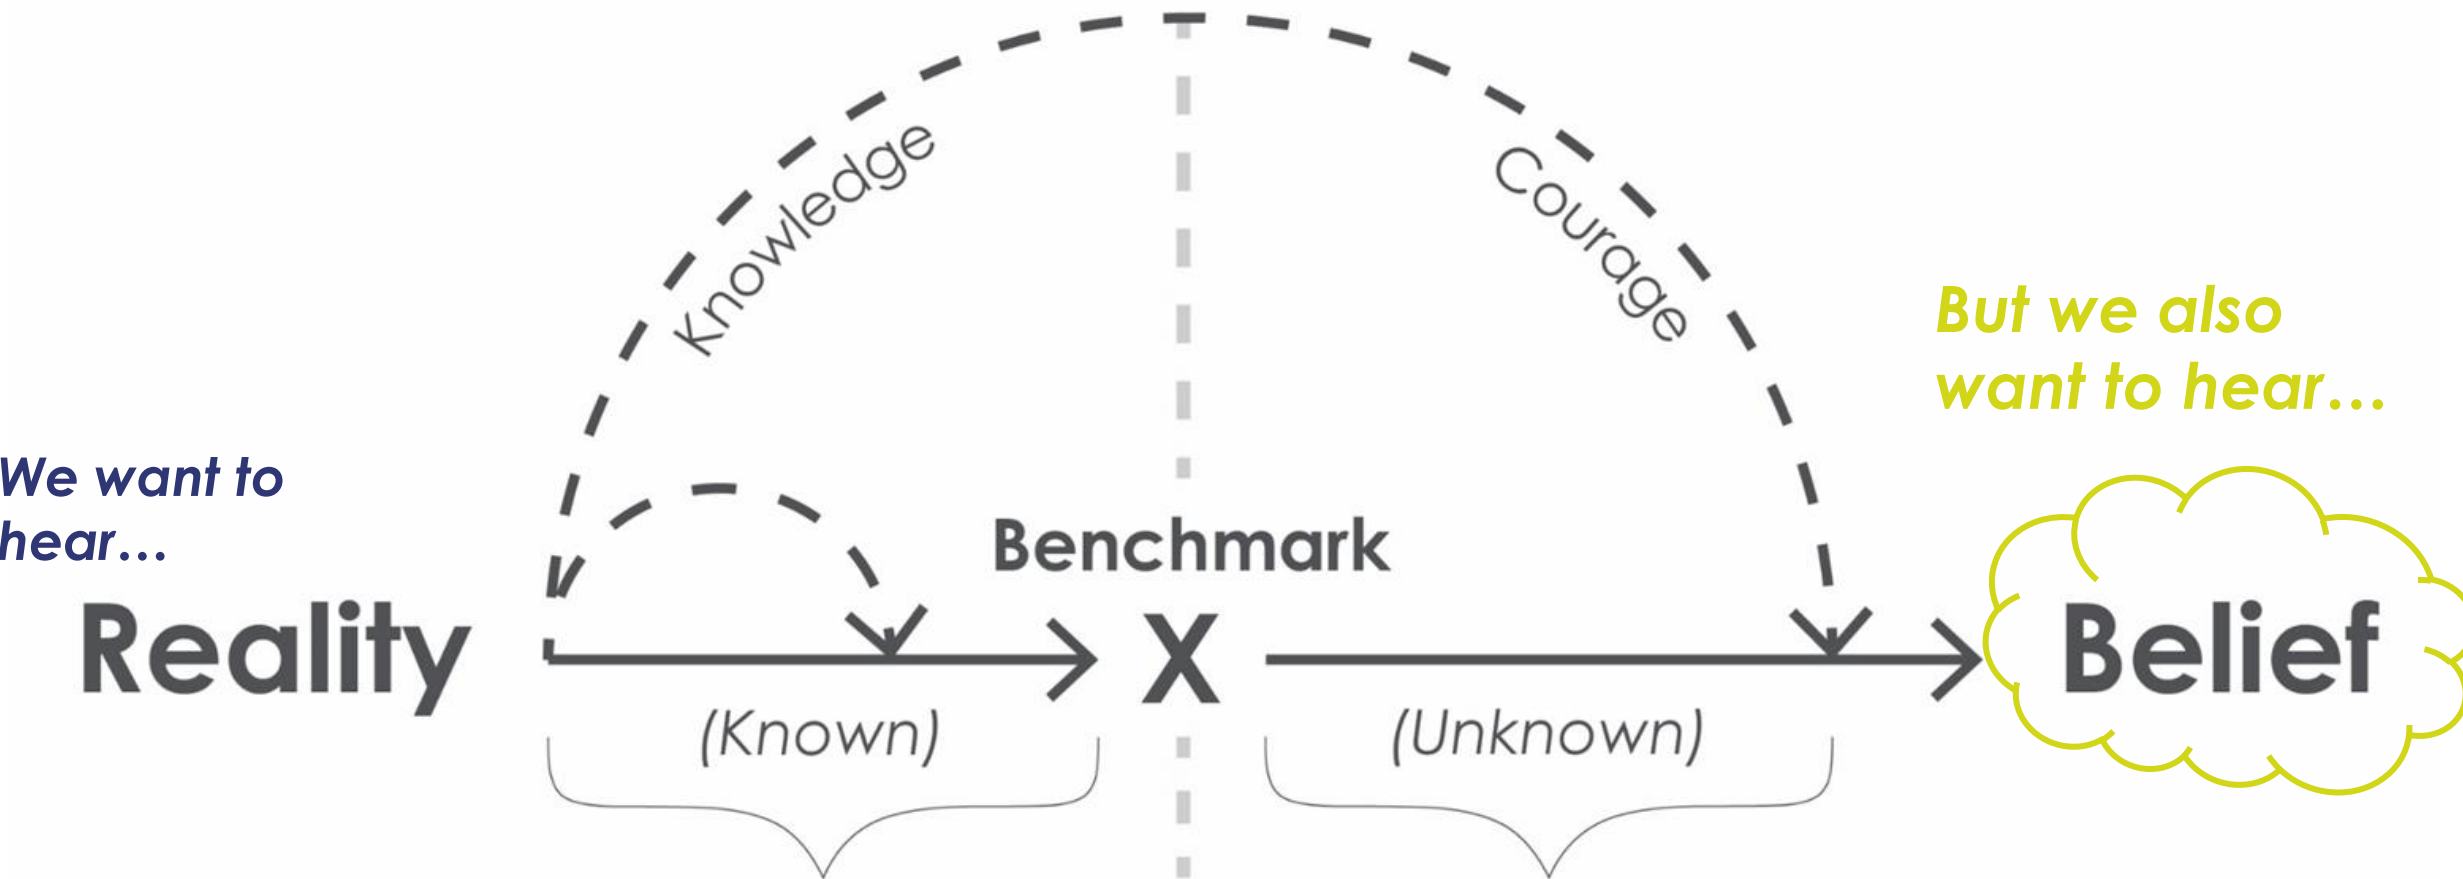 Knowledge
Courage
But we also
want to hear...
We want to
hear...
Benchmark
Reality
X
Belief
(Known)
(Unknown)